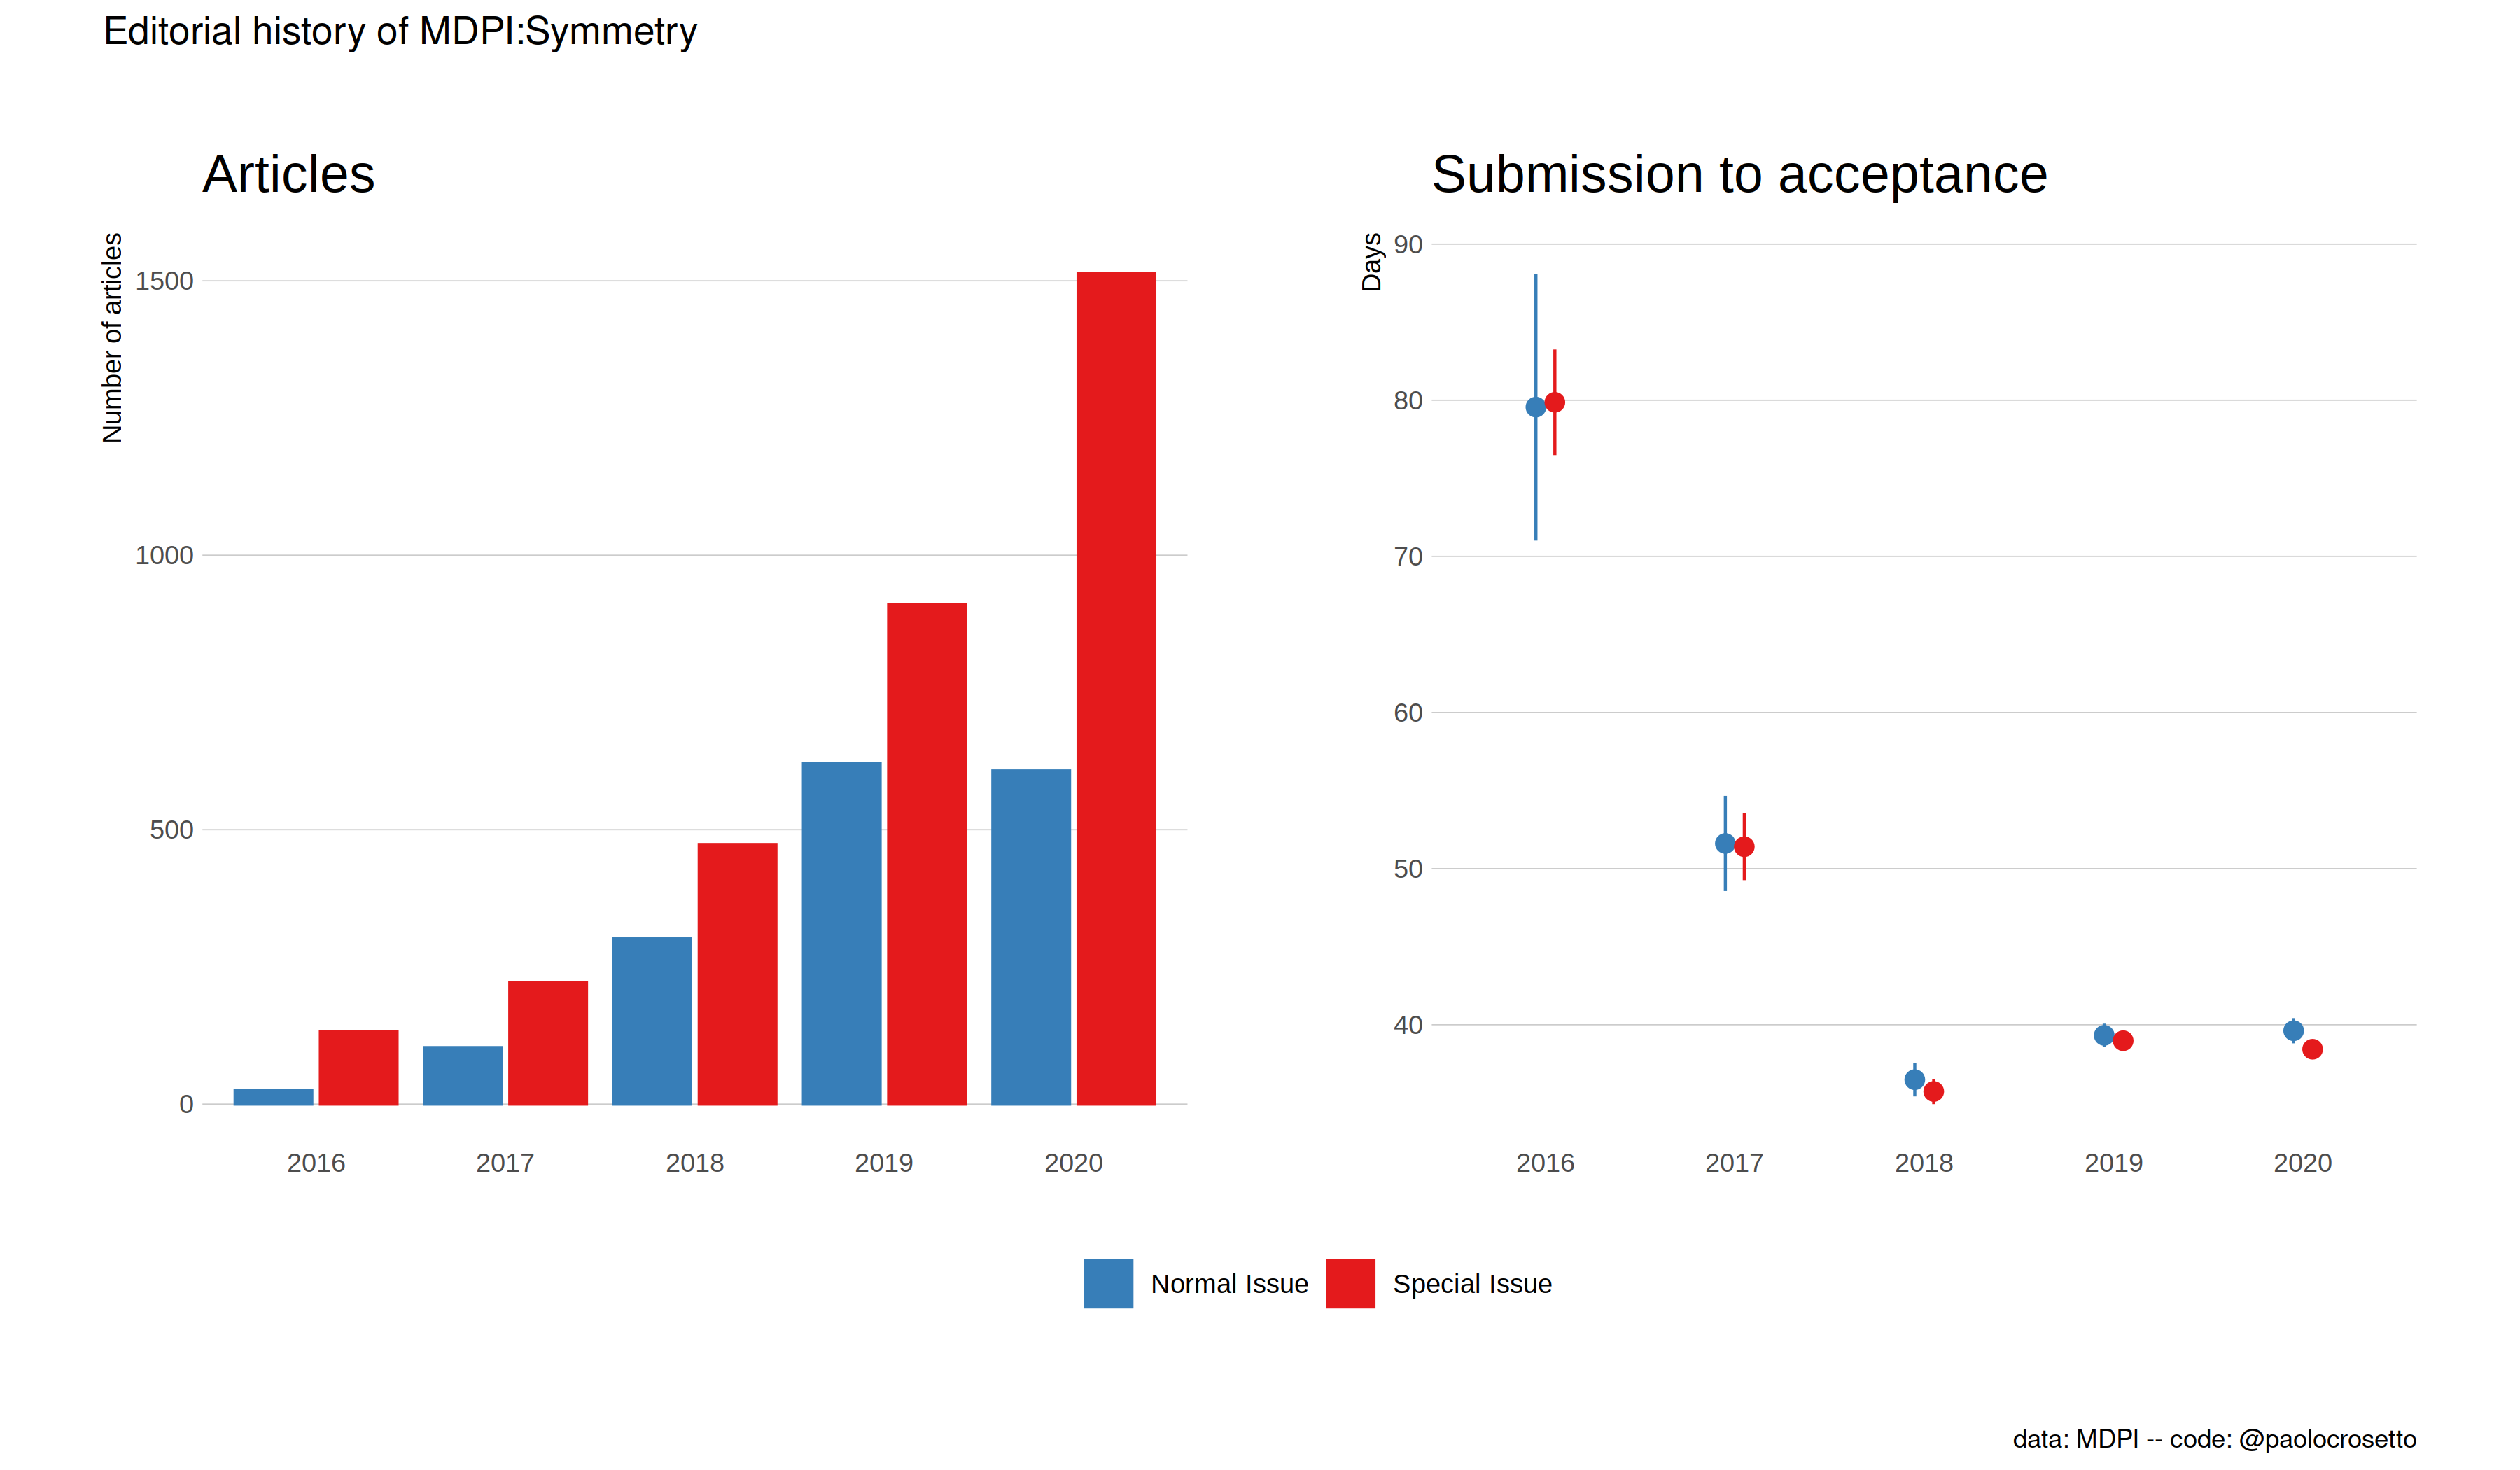 Editorial history of MDPI:Symmetry
Articles
Number of articles
1500
1000
500
0
2016 2017 2018 2019 2020
Submission to acceptance
Days
90
80
70
60
50
40
2016 2017 2018 2019 2020
Normal Issue Special Issue
data: MDPI -- code: @paolocrosetto